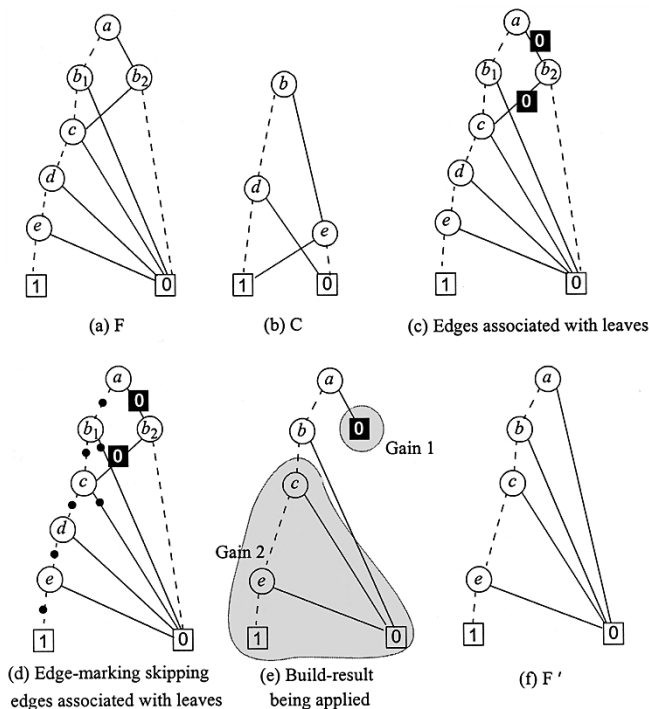 a
b1
b2
c
d
e
1
0
(a) F
b
d
e
1
0
(b) C
a
0
b1
b2
0
c
d
e
1
0
(c) Edges associated with leaves
a
0
b1
b2
0
c
d
e
1
0
(d) Edge-marking skipping
edges associated with leaves
a
0
Gain 1
b
c
Gain 2
e
1
0
(e) Build-result
being applied
a
b
c
e
1
0
(f) F '